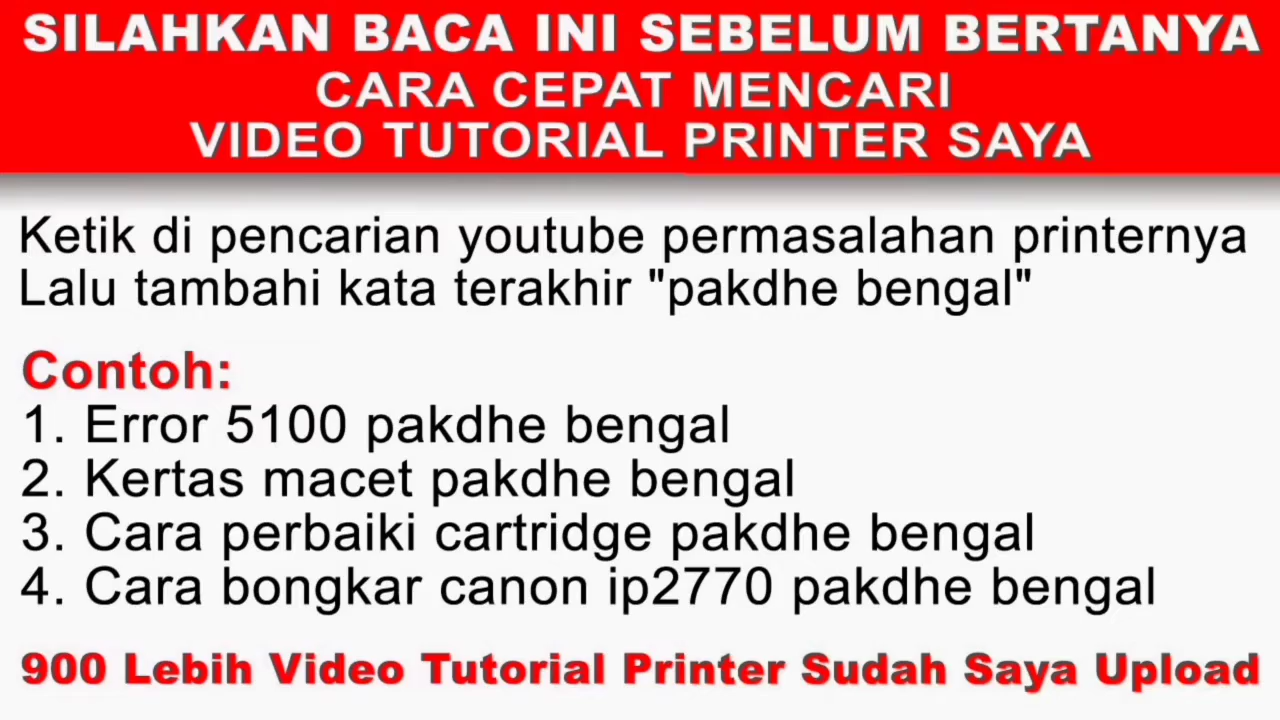 SILAHKAN BACA INI SEBELUM BERTANYA
CARA CEPAT MENCARI
VIDEO TUTORIAL PRINTER SAYA
Ketik di pencarian youtube permasalahan printernya
Lalu tambahi kata terakhir "pakdhe bengal"
Contoh:
1. Error 5100 pakdhe bengal
2. Kertas macet pakdhe bengal
3. Cara perbaiki cartridge pakdhe bengal
4. Cara bongkar canon ip2770 pakdhe bengal
900 Lebih Video Tutorial Printer Sudah Saya Upload